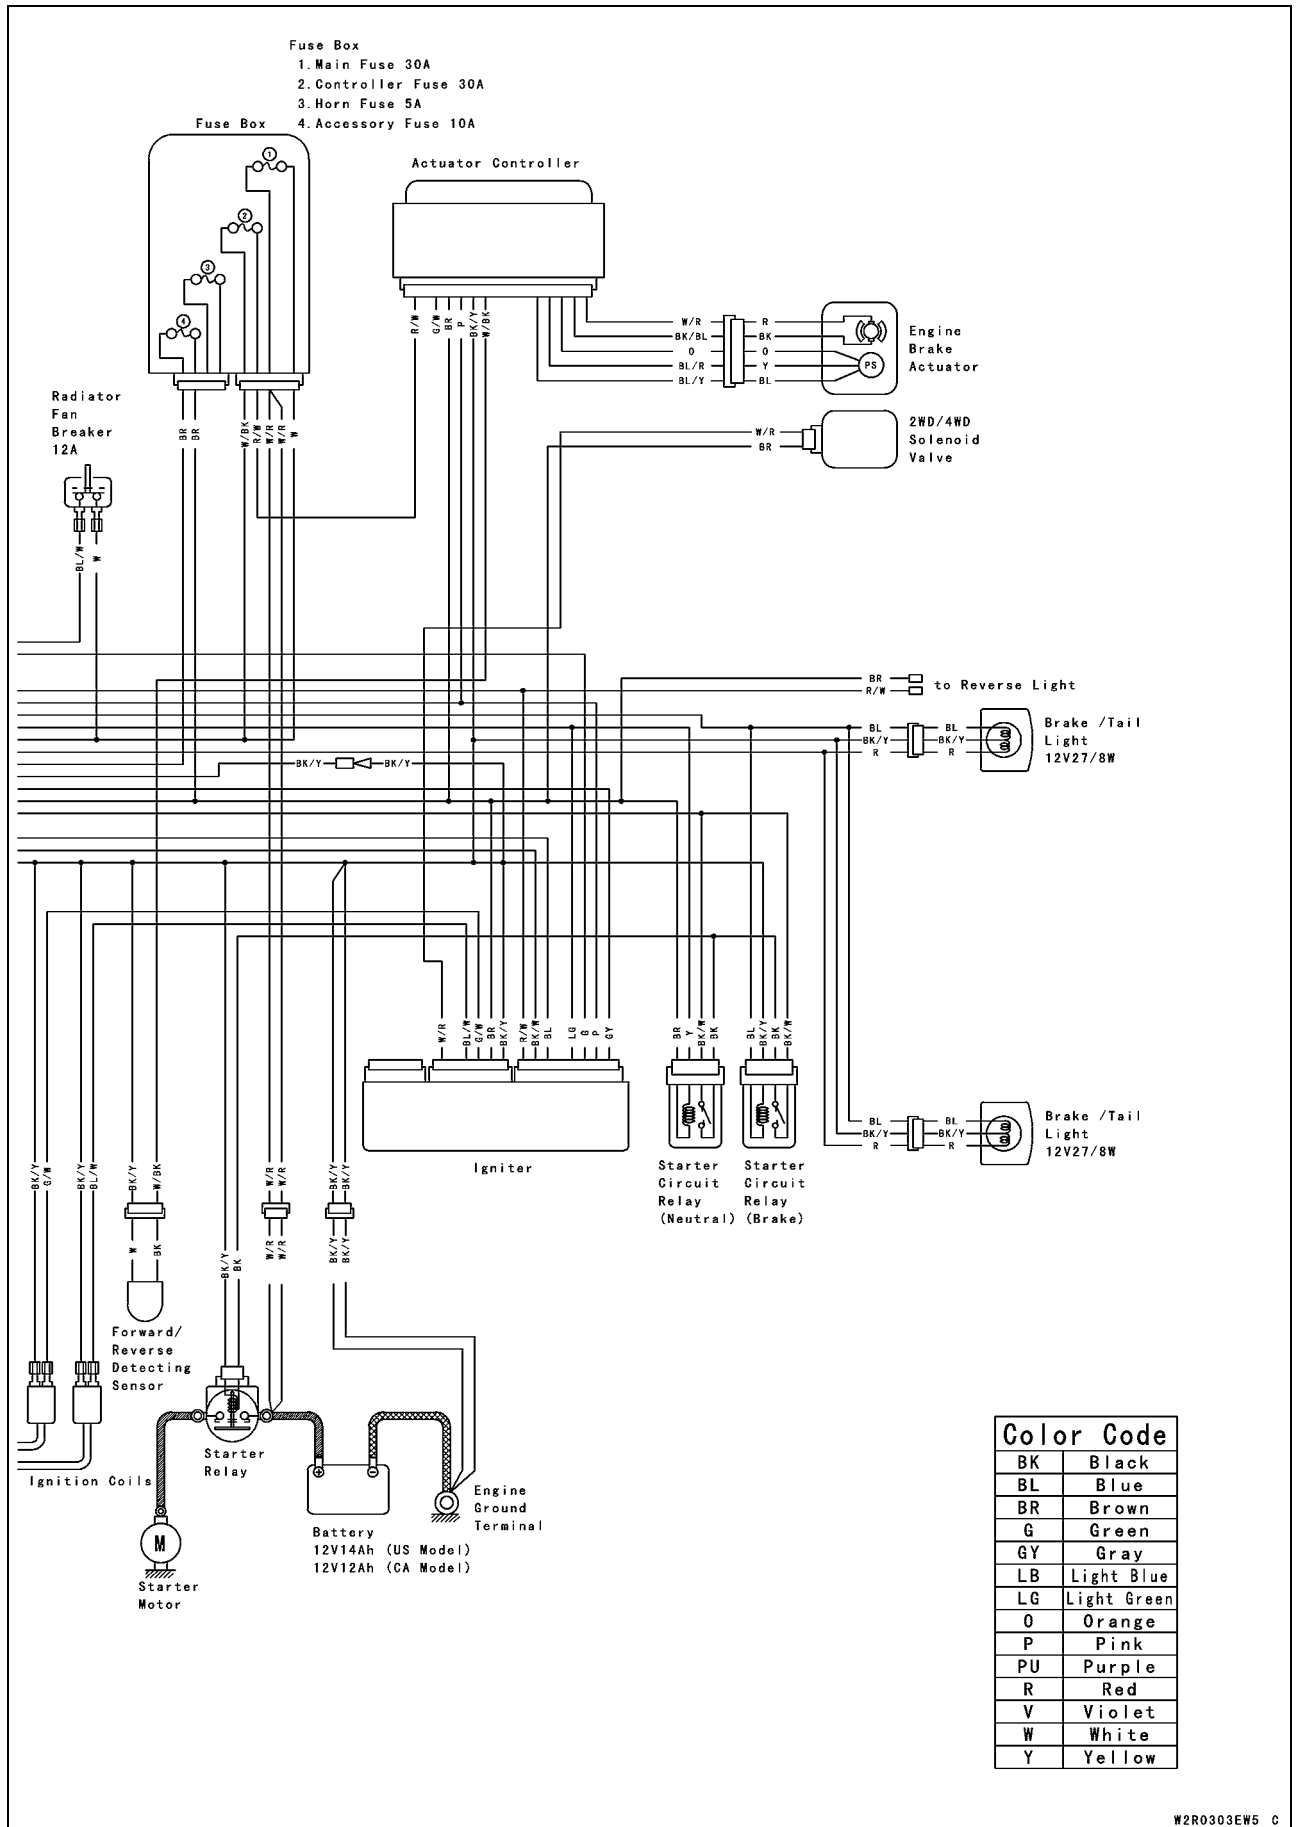 Fuse Box
1.Main Fuse 30A
2.Controller Fuse 30A
3.Horn Fuse 5A
4.Accessory Fuse 10A
Fuse Box
1
2
3
4
Actuator Controller
R/W
G/W
BR
P
BK/Y
W/BK
W/R
BK/BL
O
BL/R
BL/Y
R
BK
O
Y
BL
PS
Engine
Brake
Actuator
W/R
BR
2WD/4WD
Solenoid
Valve
Radiator
Fan
Breaker
12A
BL/W
W
BR
BR
W/BK
R/W
W/R
W/R
W
BR
R/W
to Reverse Light
BL
BK/Y
R
BL
BK/Y
R
Brake /Tail
Light
12V27/8W
BK/Y
BK/Y
W/R
BL/W
G/W
BR
BK/Y
R/W
BK/W
BL
LG
G
P
GY
Igniter
BR
Y
BK/W
BK
BL
BK/Y
BK
BK/W
Starter
Circuit
Relay
(Neutral)
Starter
Circuit
Relay
(Brake)
BL
BK/Y
R
BL
BK/Y
R
Brake /Tail
Light
12V27/8W
BK/Y
G/W
BK/Y
BL/W
BK/Y
W/BK
W
BK
BK/Y
BK
W/R
W/R
W/R
W/R
BK/Y
BK/Y
BK/Y
BK/Y
Forward/
Reverse
Detecting
Sensor
Starter
Relay
Ignition Coils
M
Starter
Motor
Battery
12V14Ah (US Model)
12V12Ah (CA Model)
Engine
Ground
Terminal
Color Code
BK Black
BL Blue
BR Brown
G Green
GY Gray
LB Light Blue
LG Light Green
O Orange
P Pink
PU Purple
R Red
V Violet
W White
Y Yellow
W2R0303EW5 C